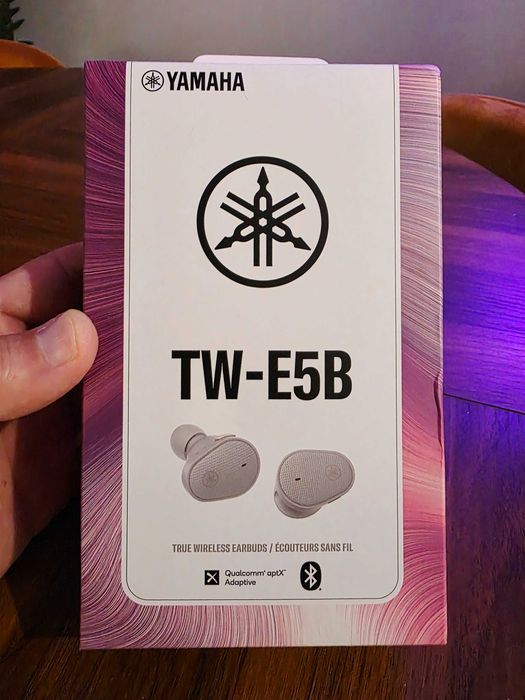 YAMAHA
TW-E5B
TRUE WIRELESS EARBUDS / ÉCOUTEURS SANS FIL
Qualcomm® aptX™
Adaptive